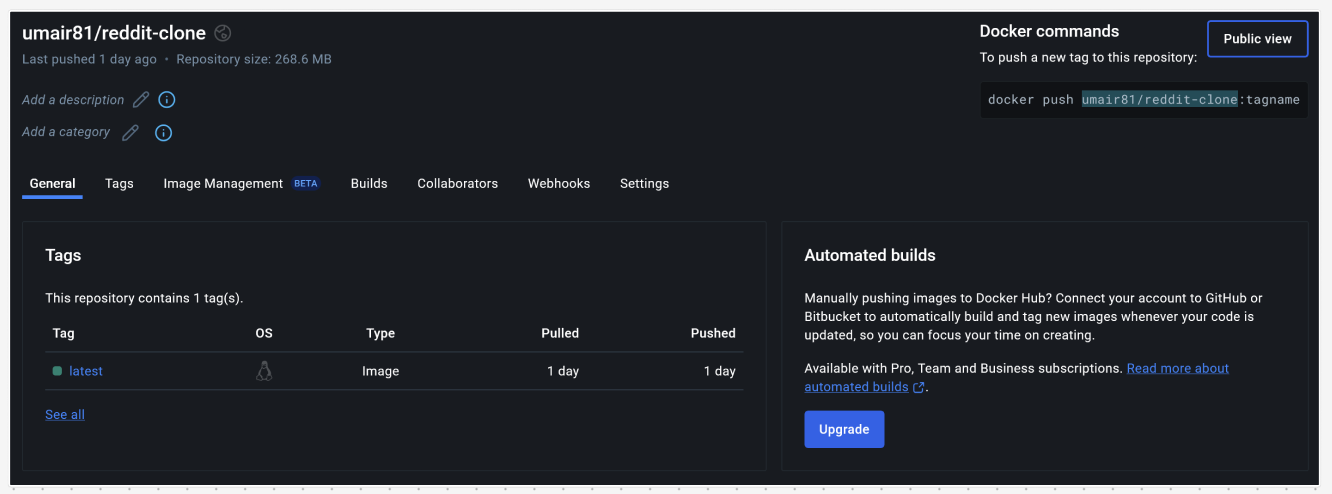 umair81/reddit-clone
Last pushed 1 day ago • Repository size: 268.6 MB
Add a description
Add a category
Docker commands
To push a new tag to this repository:
Public view
docker push umair81/reddit-clone:tagname
General Tags Image Management BETA Builds Collaborators Webhooks Settings
Tags
This repository contains 1 tag(s).
Tag OS Type Pulled Pushed
latest Image 1 day 1 day
See all
Automated builds
Manually pushing images to Docker Hub? Connect your account to GitHub or
Bitbucket to automatically build and tag new images whenever your code is
updated, so you can focus your time on creating.
Available with Pro, Team and Business subscriptions. Read more about
automated builds.
Upgrade